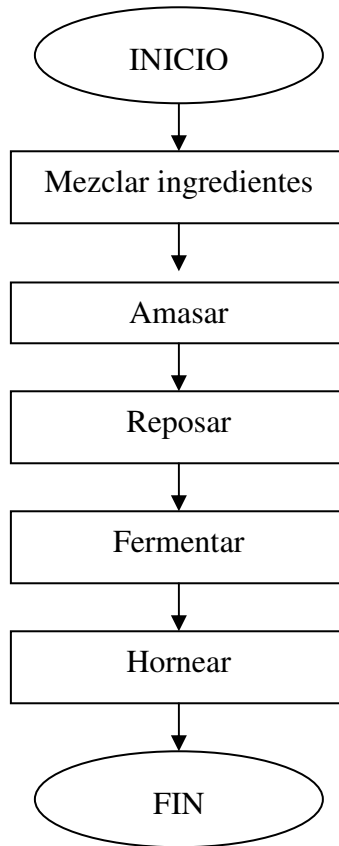 INICIO
Mezclar ingredientes
Amasar
Reposar
Fermentar
Hornear
FIN